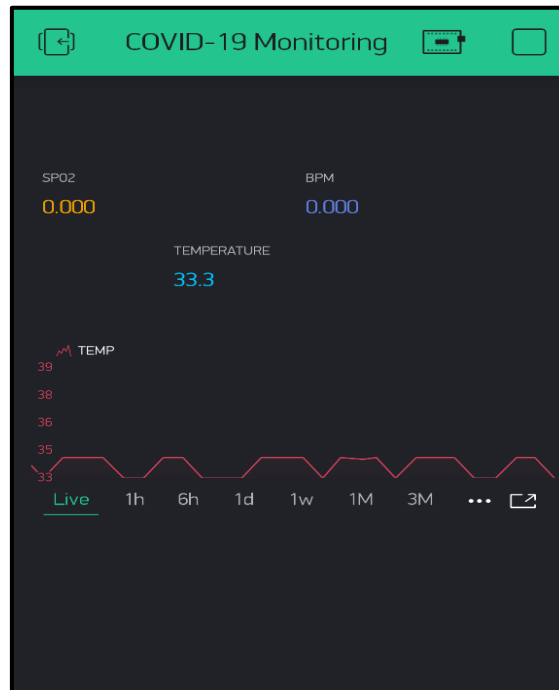 COVID-19 Monitoring
SPO2 BPM
0.000 0.000
TEMPERATURE
33.3
TEMP
39
38
36
35
33
Live 1h 6h 1d 1w 1M 3M ...